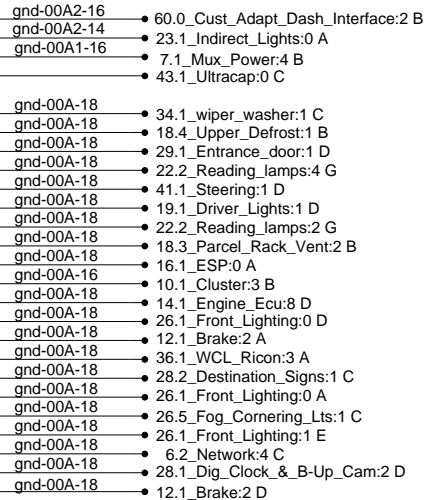 gnd-00A2-16
60.0_Cust_Adapt_Dash_Interface:2 B
gnd-00A2-14
23.1_Indirect_Lights:0 A
gnd-00A1-16
7.1_Mux_Power:4 B
43.1_Ultracap:0 C
gnd-00A-18
34.1_wiper_washer:1 C
gnd-00A-18
18.4_Upper_Defrost:1 B
gnd-00A-18
29.1_Entrance_door:1 D
gnd-00A-18
22.2_Reading_lamps:4 G
gnd-00A-18
41.1_Steering:1 D
gnd-00A-18
19.1_Driver_Lights:1 D
gnd-00A-18
22.2_Reading_lamps:2 G
gnd-00A-18
18.3_Parcel_Rack_Vent:2 B
gnd-00A-18
16.1_ESP:0 A
gnd-00A-16
10.1_Cluster:3 B
gnd-00A-18
14.1_Engine_Ecu:8 D
gnd-00A-18
26.1_Front_Lighting:0 D
gnd-00A-18
12.1_Brake:2 A
gnd-00A-18
36.1_WCL_Ricon:3 A
gnd-00A-18
28.2_Destination_Signs:1 C
gnd-00A-18
26.1_Front_Lighting:0 A
gnd-00A-18
26.5_Fog_Cornering_Lts:1 C
gnd-00A-18
26.1_Front_Lighting:1 E
gnd-00A-18
6.2_Network:4 C
gnd-00A-18
28.1_Dig_Clock_&_B-Up_Cam:2 D
gnd-00A-18
12.1_Brake:2 D